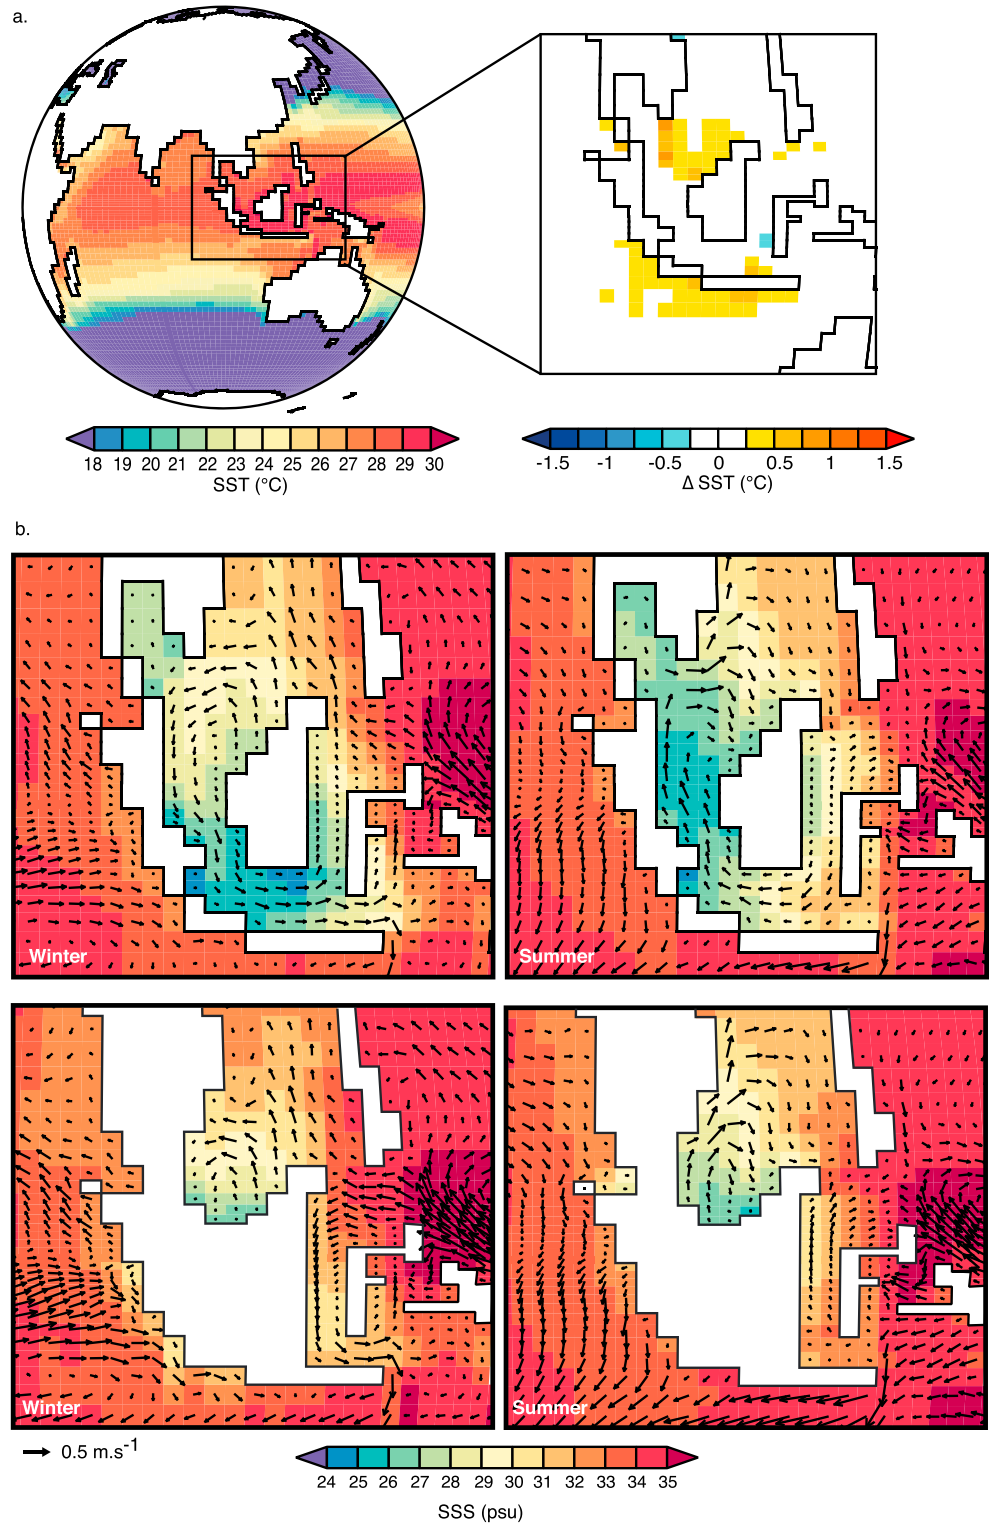 a.
18 19 20 21 22 23 24 25 26 27 28 29 30
SST (°C)
-1.5 -1 -0.5 0 0.5 1 1.5
Δ SST (°C)
b.
Winter
Summer
Winter
Summer
0.5 m.s-1
24 25 26 27 28 29 30 31 32 33 34 35
SSS (psu)